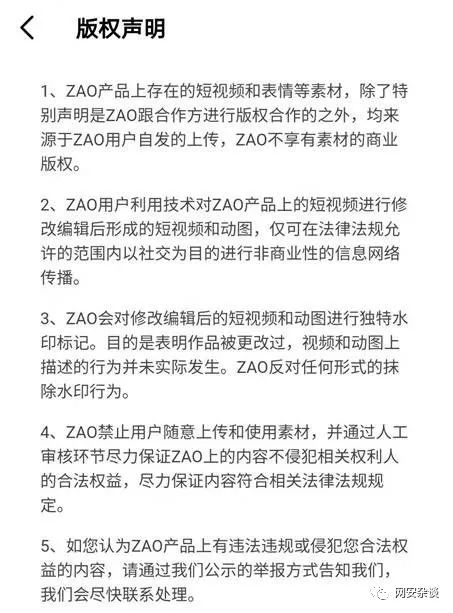 版权声明
1、ZAO产品上存在的短视频和表情等素材，除了特
别声明是ZAO跟合作方进行版权合作的之外，均来
源于ZAO用户自发的上传，ZAO不享有素材的商业
版权。
2、ZAO用户利用技术对ZAO产品上的短视频进行修
改编辑后形成的短视频和动图，仅可在法律法规允
许的范围内以社交为目的进行非商业性的信息网络
传播。
3、ZAO会对修改编辑后的短视频和动图进行独特水
印标记。目的是表明作品被更改过，视频和动图上
描述的行为并未实际发生。ZAO反对任何形式的抹
除水印行为。
4、ZAO禁止用户随意上传和使用素材，并通过人工
审核环节尽力保证ZAO上的内容不侵犯相关权利人
的合法权益，尽力保证内容符合相关法律法规规
定。
5、如您认为ZAO产品上有违法违规或侵犯您合法权
益的内容，请通过我们公示的举报方式告知我们，
我们会尽快联系处理。
网安杂谈